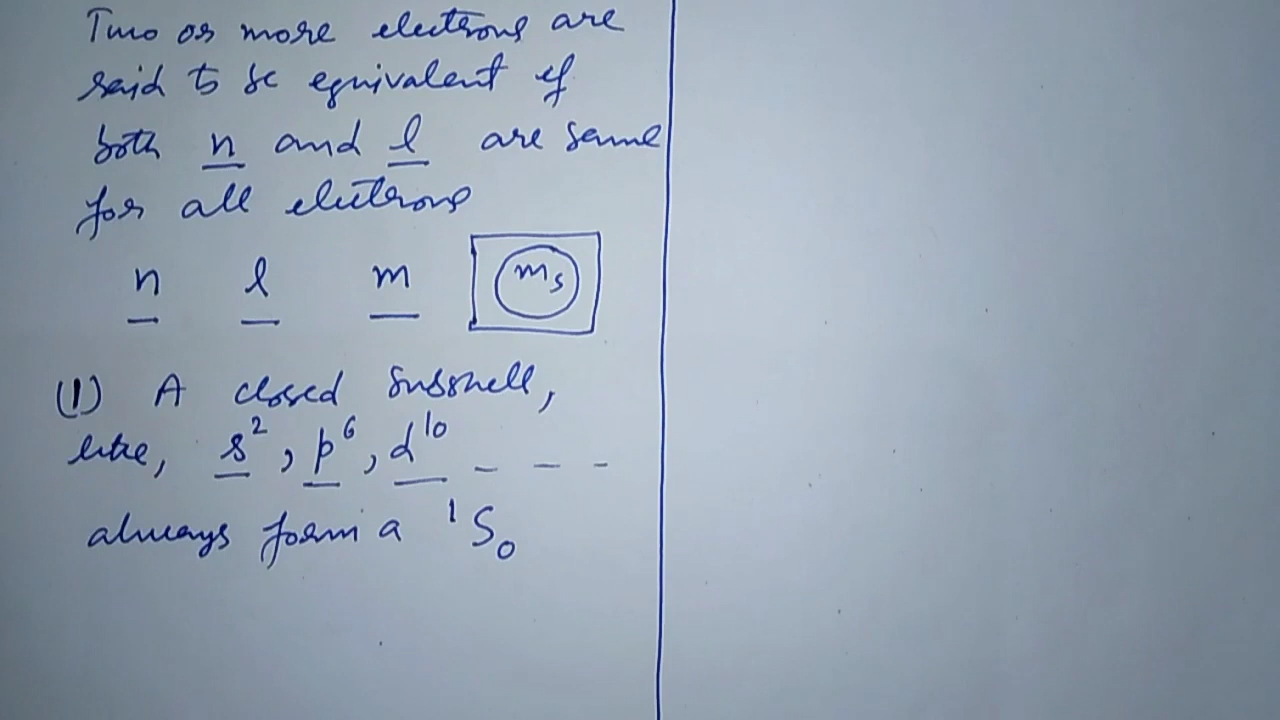 Two or more electrons are
said to be equivalent if
both n and l are same
for all electrons
n l m ms
(1) A closed subshell,
like, s², p⁶, d¹⁰ - - -
always form a ¹S₀